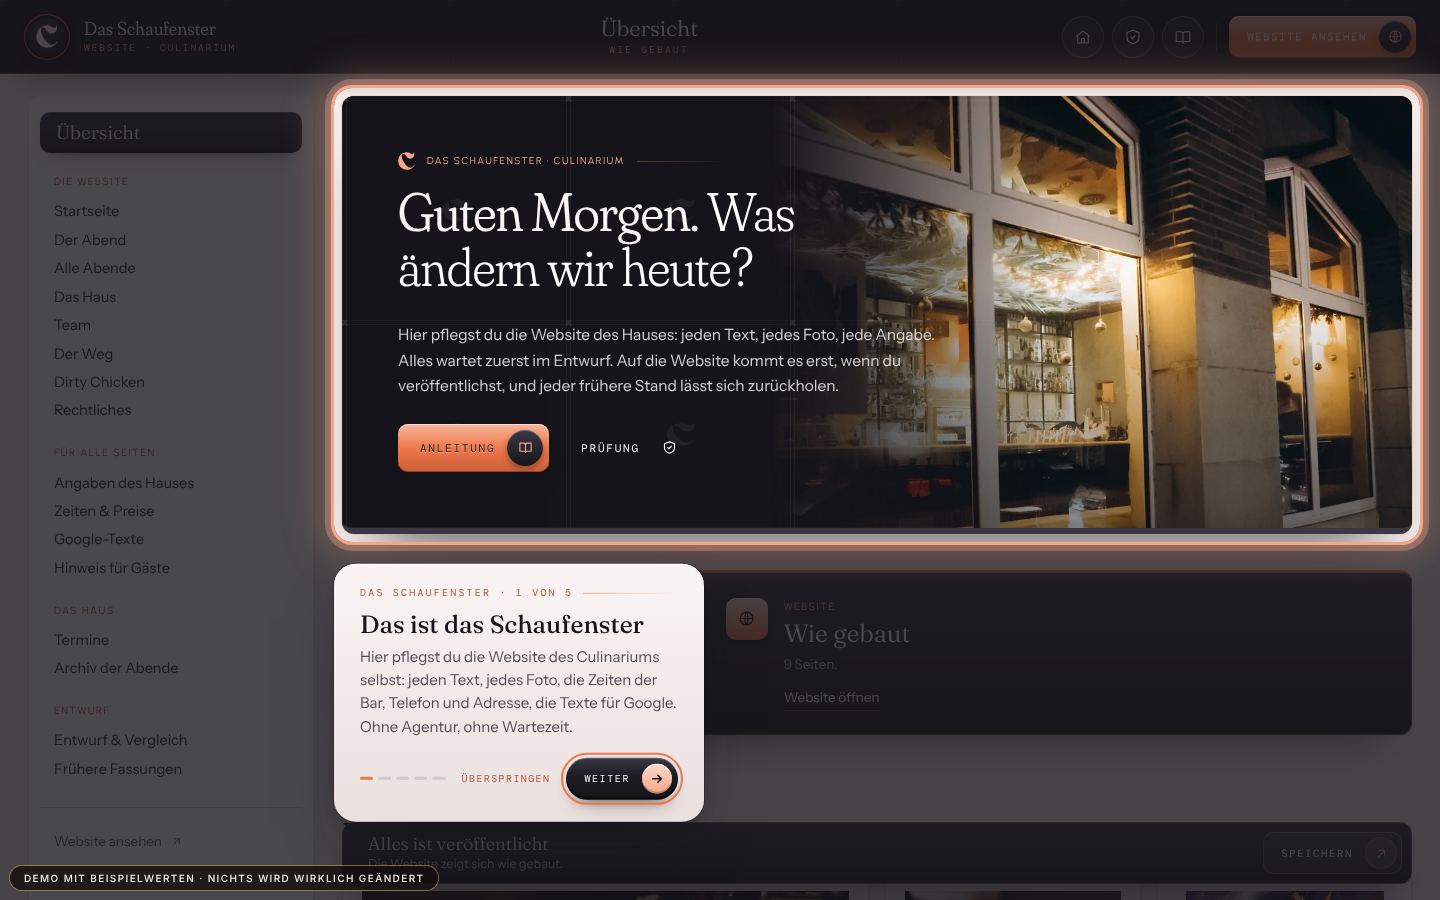 Das Schaufenster
WEBSITE · CULINARIUM
Übersicht
WIE GEBAUT
WEBSITE ANSEHEN
Übersicht
DIE WEBSITE
Startseite
Der Abend
Alle Abende
Das Haus
Team
Der Weg
Dirty Chicken
Rechtliches
FÜR ALLE SEITEN
Angaben des Hauses
Zeiten & Preise
Google-Texte
Hinweis für Gäste
DAS HAUS
Termine
Archiv der Abende
ENTWURF
Entwurf & Vergleich
Frühere Fassungen
Website ansehen
DAS SCHAUFENSTER · CULINARIUM
Guten Morgen. Was
ändern wir heute?
Hier pflegst du die Website des Hauses: jeden Text, jedes Foto, jede Angabe.
Alles wartet zuerst im Entwurf. Auf die Website kommt es erst, wenn du
veröffentlichst, und jeder frühere Stand lässt sich zurückholen.
ANLEITUNG
PRÜFUNG
DAS SCHAUFENSTER · 1 VON 5
Das ist das Schaufenster
Hier pflegst du die Website des Culinariums
selbst: jeden Text, jedes Foto, die Zeiten der
Bar, Telefon und Adresse, die Texte für Google.
Ohne Agentur, ohne Wartezeit.
ÜBERSPRINGEN
WEITER
WEBSITE
Wie gebaut
9 Seiten.
Website öffnen
Alles ist veröffentlicht
Die Website zeigt sich wie gebaut.
SPEICHERN
DEMO MIT BEISPIELWERTEN · NICHTS WIRD WIRKLICH GEÄNDERT